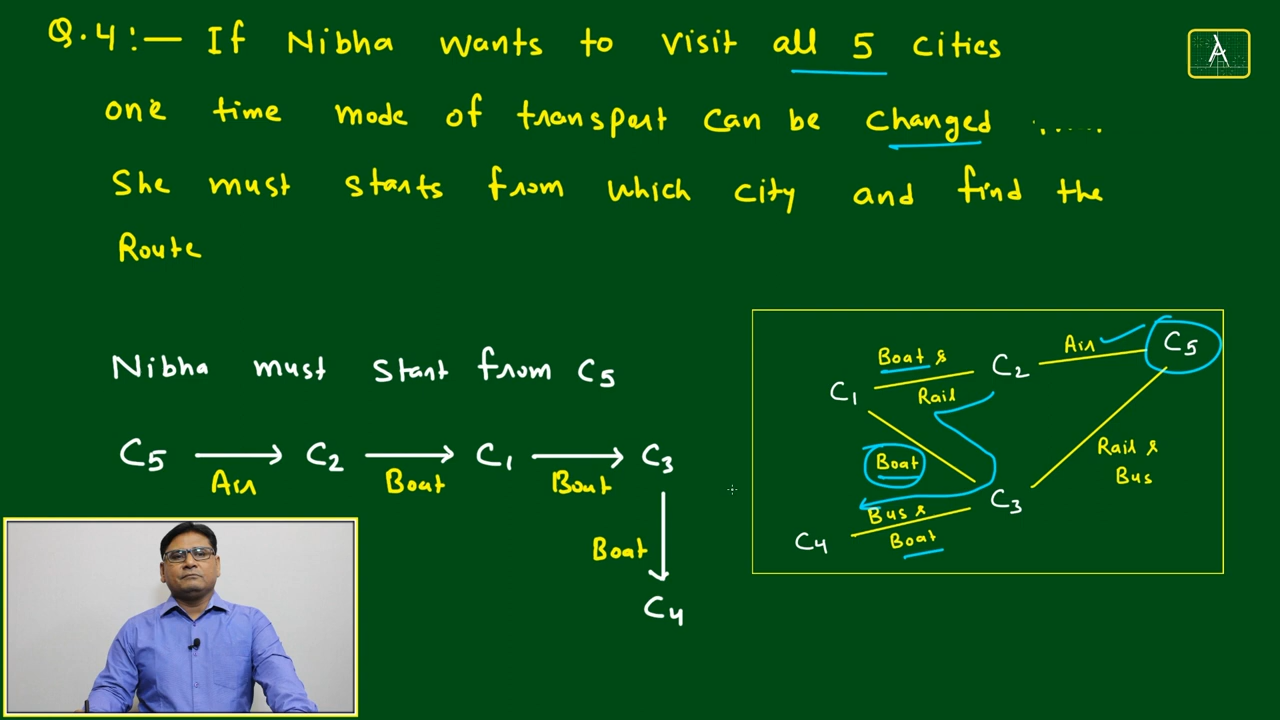 Q.4:— If Nibha wants to visit all 5 cities
one time mode of transport can be changed ......
She must starts from which city and find the
Route
Nibha must start from C5
C5 → C2 → C1 → C3
Air Boat Boat
Boat
C4
Boat &
Rail
Air
C5
C2
C1
Boat
Rail &
Bus
C3
Bus &
Boat
C4
A